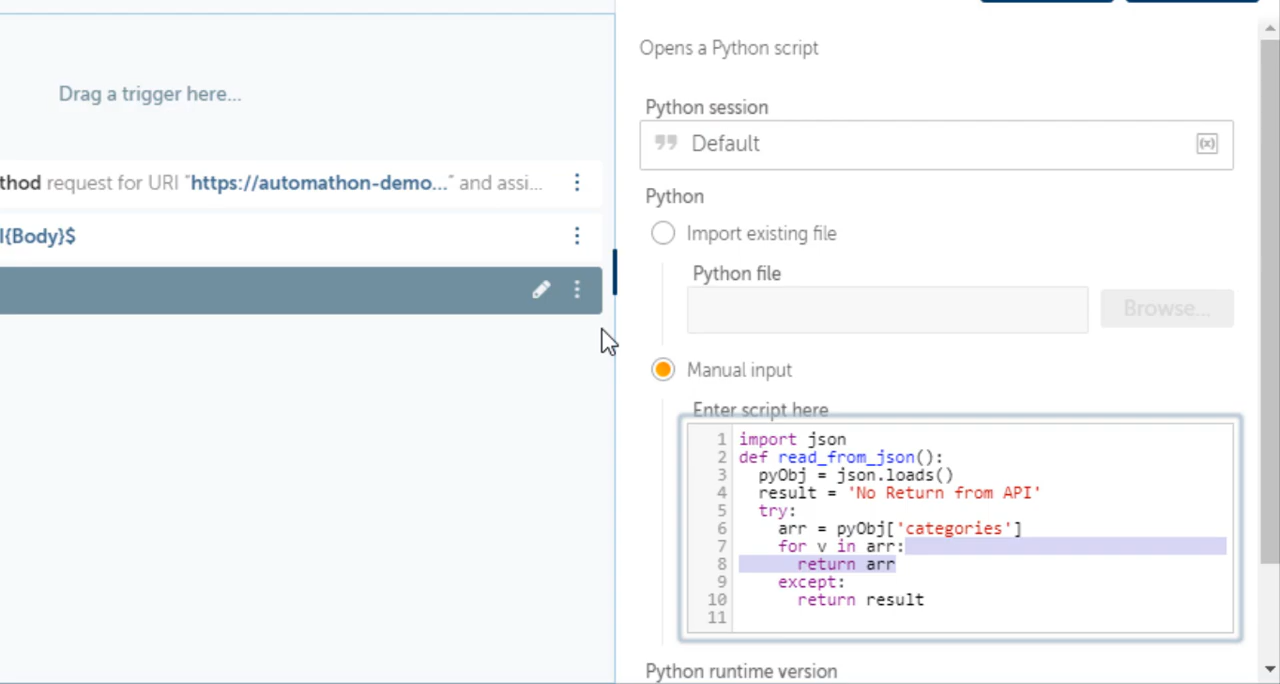 Drag a trigger here...
thod request for URI "https://automathon-demo..." and assi...
{Body}$
Opens a Python script
Python session
Default
(x)
Python
Import existing file
Python file
Browse...
Manual input
Enter script here
1 import json
2 def read_from_json():
3 pyObj = json.loads()
4 result = 'No Return from API'
5 try:
6 arr = pyObj['categories']
7 for v in arr:
8 return arr
9 except:
10 return result
11
Python runtime version